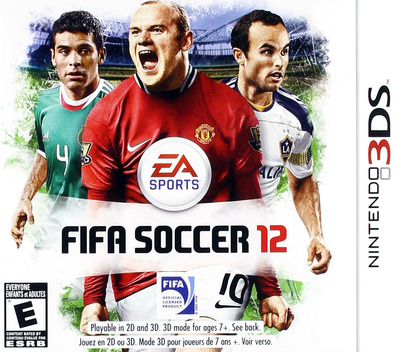 NINTENDO 3DS
4
GALAXY
EA
SPORTS
FIFA SOCCER 12
10
EVERYONE
ENFANTS et ADULTES
E
CONTENT RATED BY
ESRB
FIFA
OFFICIAL
LICENSED
PRODUCT
Playable in 2D and 3D. 3D mode for ages 7+. See back.
Jouez en 2D ou 3D. Mode 3D pour joueurs de 7 ans +. Voir verso.